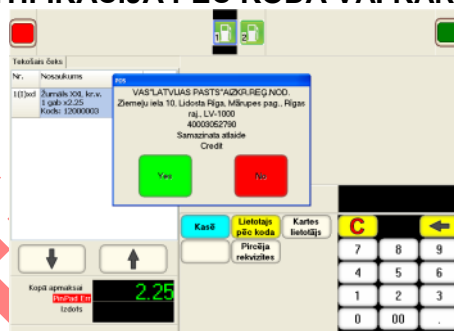 1 2
Tekošais čeks
Nr. Nosaukums
1(1)xd Žurnāls XXL kr.v.
1 gab x2.25
Kods: 12000003
POS
VAS"LATVIJAS PASTS"AIZKR.REĢ.NOD.
Ziemeļu iela 10, Lidosta Rīga, Mārupes pag., Rīgas
raj., LV-1000
40003052790
Samazinata atlaide
Credit
Yes No
Kasē
Lietotajs
pēc koda
Kartes
lietotājs
Pircēja
rekvizītes
C
7 8 9
4 5 6
1 2 3
0 00 .
Kopā apmaksai
2.25
PinPad Err
Izdots